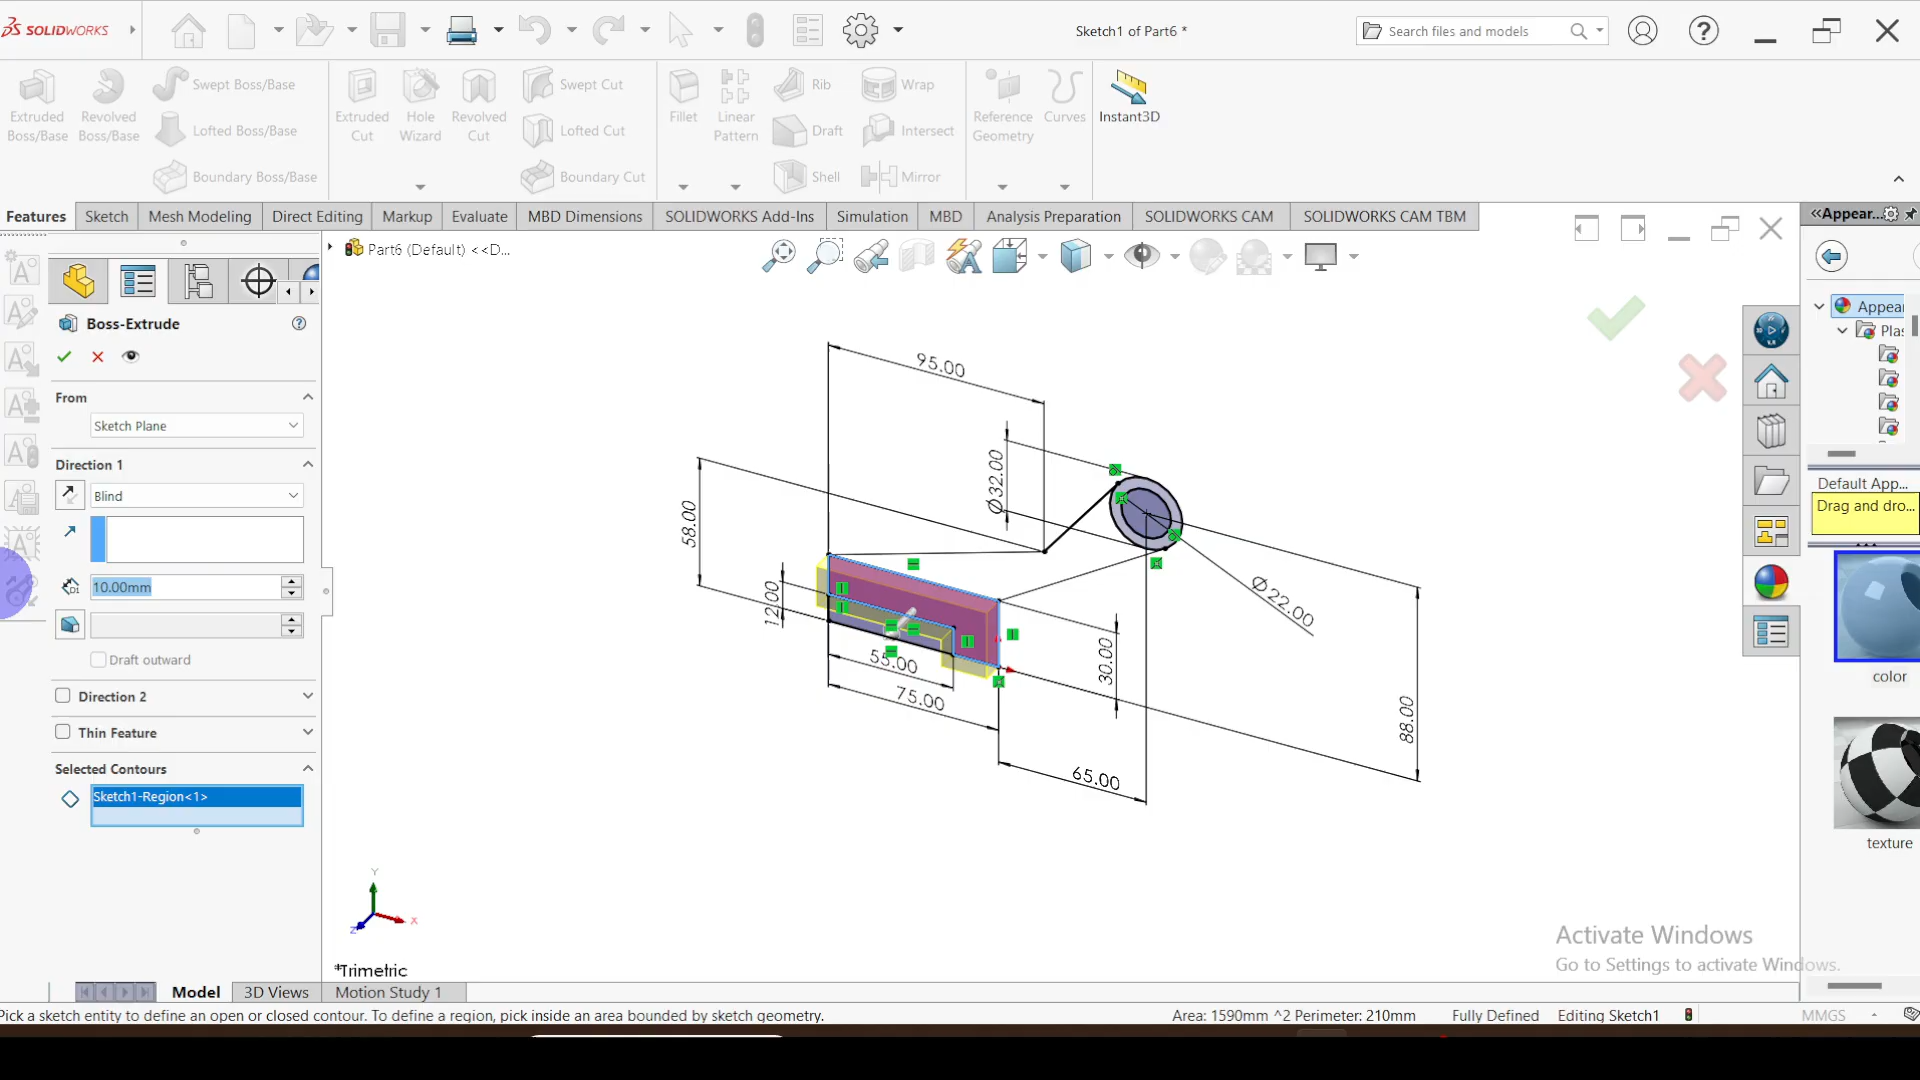 SOLIDWORKS
Sketch1 of Part6 *
Search files and models
Extruded Boss/Base
Revolved Boss/Base
Swept Boss/Base
Lofted Boss/Base
Boundary Boss/Base
Extruded Cut
Hole Wizard
Revolved Cut
Swept Cut
Lofted Cut
Boundary Cut
Fillet
Linear Pattern
Rib
Draft
Shell
Wrap
Intersect
Mirror
Reference Geometry
Curves
Instant3D
Features
Sketch
Mesh Modeling
Direct Editing
Markup
Evaluate
MBD Dimensions
SOLIDWORKS Add-Ins
Simulation
MBD
Analysis Preparation
SOLIDWORKS CAM
SOLIDWORKS CAM TBM
«Appear...
Part6 (Default) <<D...
Appear
Plas
Boss-Extrude
From
Sketch Plane
Direction 1
Blind
D1
10.00mm
Draft outward
Direction 2
Thin Feature
Selected Contours
Sketch1-Region<1>
95.00
Ø32.00
58.00
12.00
Ø22.00
55.00
75.00
30.00
88.00
65.00
Default App...
Drag and dro...
color
texture
Y
X
Z
*Trimetric
Activate Windows
Go to Settings to activate Windows.
Model
3D Views
Motion Study 1
Pick a sketch entity to define an open or closed contour. To define a region, pick inside an area bounded by sketch geometry.
Area: 1590mm ^2 Perimeter: 210mm
Fully Defined
Editing Sketch1
MMGS